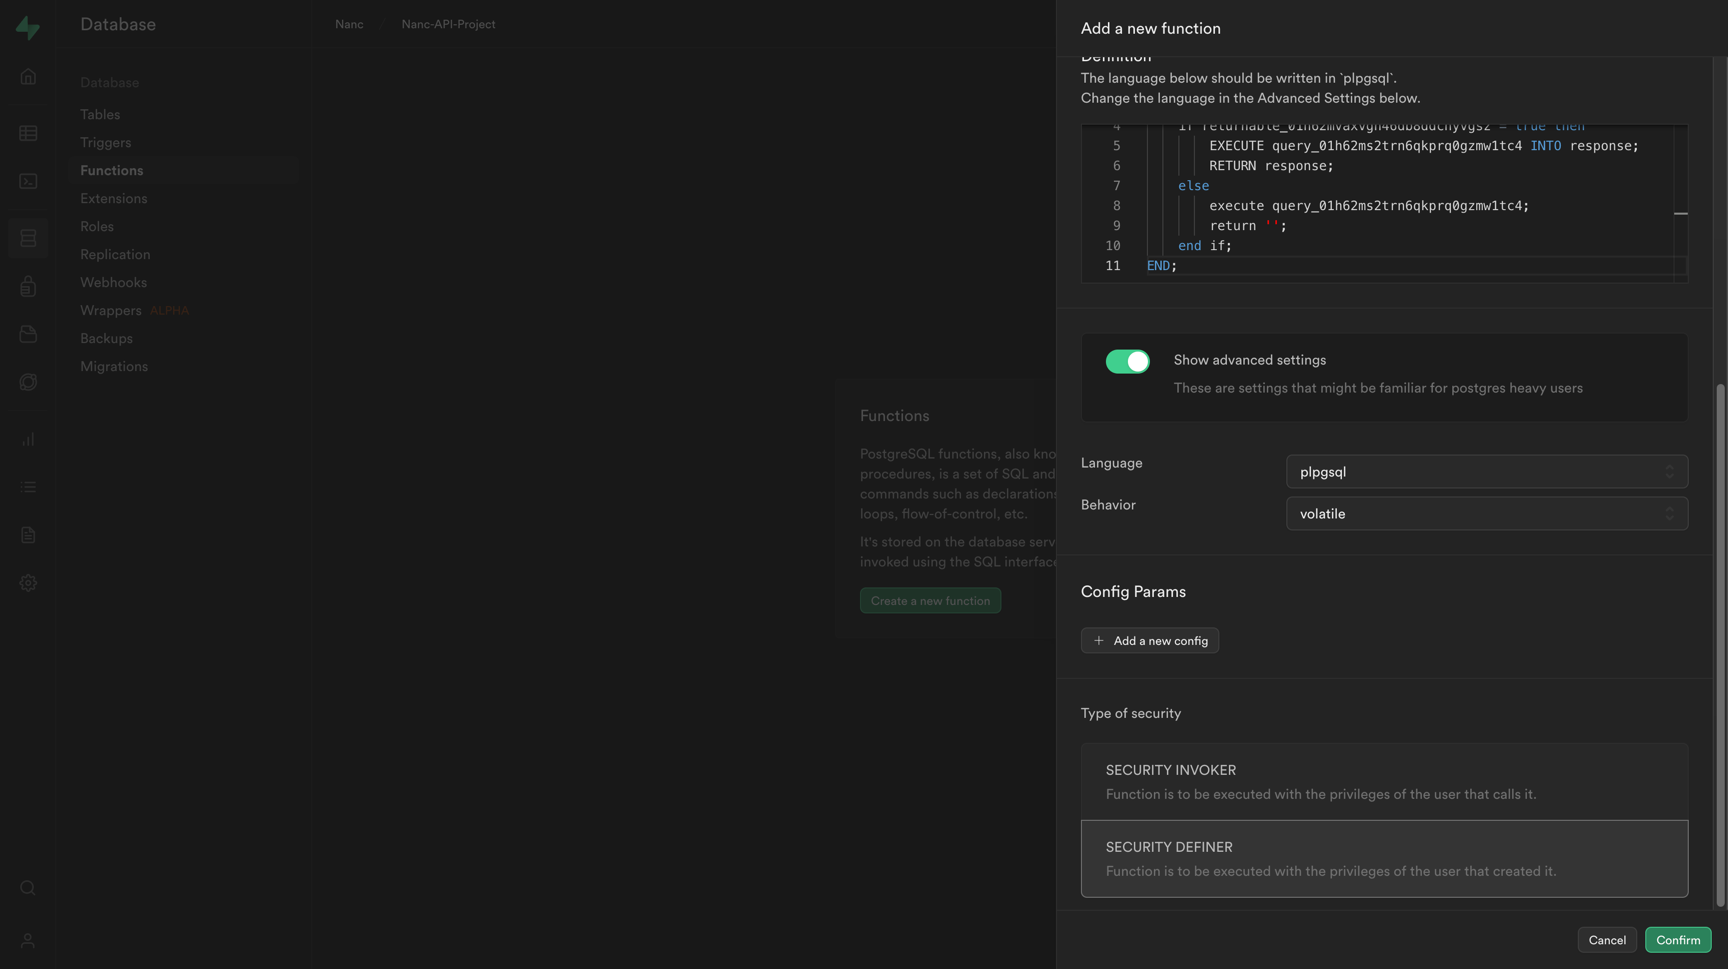 Database
Nanc / Nanc-API-Project
Database
Tables
Triggers
Functions
Extensions
Roles
Replication
Webhooks
Wrappers ALPHA
Backups
Migrations
Functions
PostgreSQL functions, also kno
procedures, is a set of SQL and
commands such as declarations
loops, flow-of-control, etc.
It's stored on the database serv
invoked using the SQL interface
Create a new function
Add a new function
Definition
The language below should be written in `plpgsql`.
Change the language in the Advanced Settings below.
4 if = true then
5 EXECUTE query_01h62ms2trn6qkprq0gzmw1tc4 INTO response;
6 RETURN response;
7 else
8 execute query_01h62ms2trn6qkprq0gzmw1tc4;
9 return '';
10 end if;
11 END;
Show advanced settings
These are settings that might be familiar for postgres heavy users
Language
plpgsql
Behavior
volatile
Config Params
+ Add a new config
Type of security
SECURITY INVOKER
Function is to be executed with the privileges of the user that calls it.
SECURITY DEFINER
Function is to be executed with the privileges of the user that created it.
Cancel
Confirm